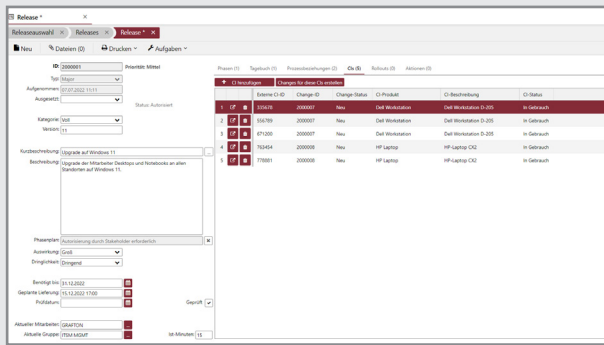 Release * ×
Releaseauswahl × Releases × Release * ×
Neu Dateien (0) Drucken Aufgaben
ID: 2000001 Priorität: Mittel
Typ: Major
Aufgenommen: 07.07.2022 11:11
Ausgesetzt:
Status: Autorisiert
Kategorie: Voll
Version: 11
Kurzbeschreibung: Upgrade auf Windows 11 ...
Beschreibung: Upgrade der Mitarbeiter Desktops und Notebooks an allen
Standorten auf Windows 11.
Phasenplan: Autorisierung durch Stakeholder erforderlich
Auswirkung: Groß
Dringlichkeit: Dringend
Benötigt bis: 31.12.2022
Geplante Lieferung: 15.12.2022 17:00
Prüfdatum: Geprüft
Aktueller Mitarbeiter: GRAFTON ...
Aktuelle Gruppe: ITSM MGMT ... Ist-Minuten: 15
Phasen (1) Tagebuch (1) Prozessbeziehungen (2) CIs (5) Rollouts (0) Aktionen (0)
+ CI hinzufügen Changes für diese CIs erstellen
Externe CI-ID Change-ID Change-Status CI-Produkt CI-Beschreibung CI-Status
1 335678 2000007 Neu Dell Workstation Dell Workstation D-205 In Gebrauch
2 556789 2000007 Neu Dell Workstation Dell Workstation D-205 In Gebrauch
3 671200 2000007 Neu Dell Workstation Dell Workstation D-205 In Gebrauch
4 763454 2000008 Neu HP Laptop HP-Laptop CX2 In Gebrauch
5 778881 2000008 Neu HP Laptop HP-Laptop CX2 In Gebrauch